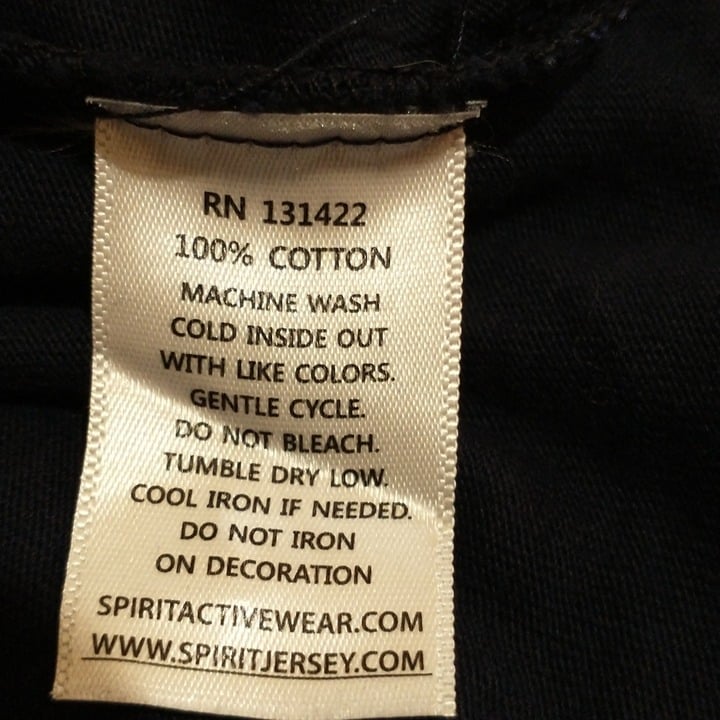 RN 131422
100% COTTON
MACHINE WASH
COLD INSIDE OUT
WITH LIKE COLORS.
GENTLE CYCLE.
DO NOT BLEACH.
TUMBLE DRY LOW.
COOL IRON IF NEEDED.
DO NOT IRON
ON DECORATION
SPIRITACTIVEWEAR.COM
WWW.SPIRITJERSEY.COM